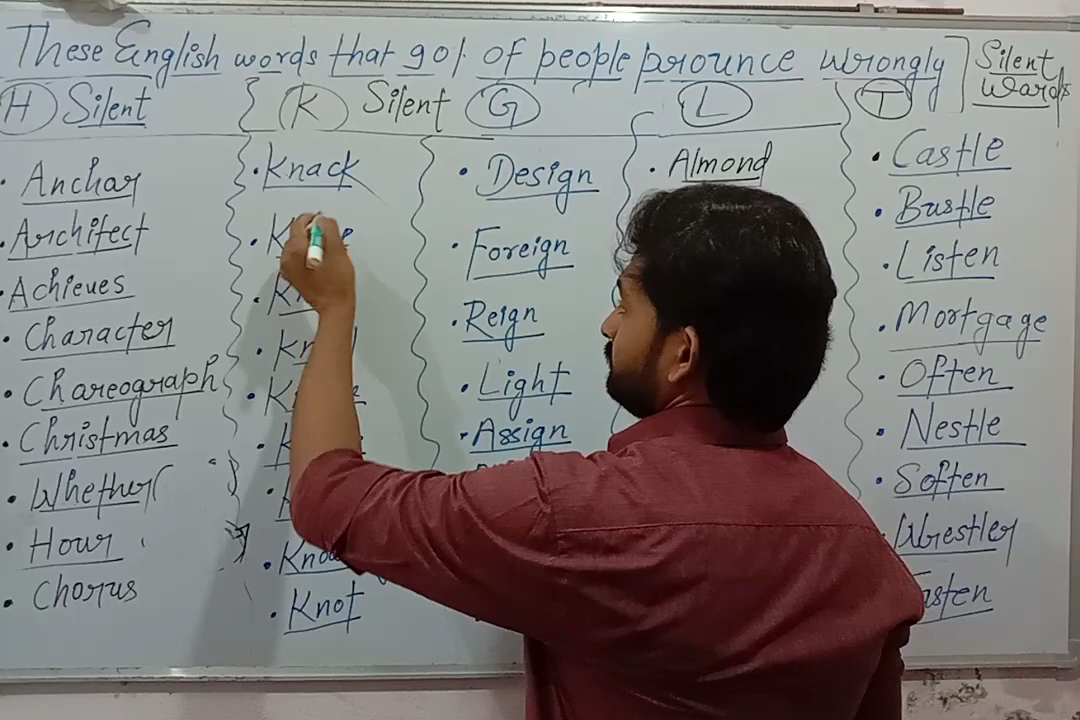 These English words that 90% of people prounce wrongly
Silent
Words
H Silent
K Silent
G
L
T
Anchar
Architect
Achieves
Character
Chareograph
Christmas
Whether
Hour
Chorus
Knack
Knot
Design
Foreign
Reign
Light
Assign
Almond
Castle
Bustle
Listen
Mortgage
Often
Nestle
Soften
Wrestler